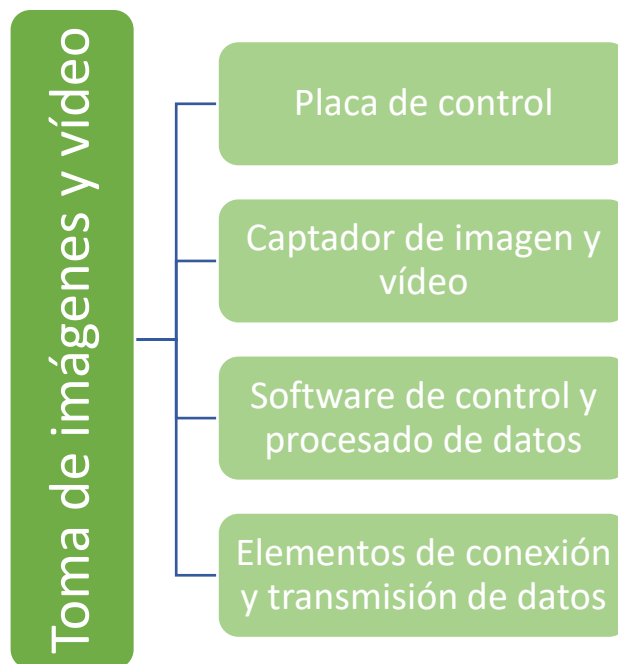 Toma de imágenes y vídeo
Placa de control
Captador de imagen y
vídeo
Software de control y
procesado de datos
Elementos de conexión
y transmisión de datos